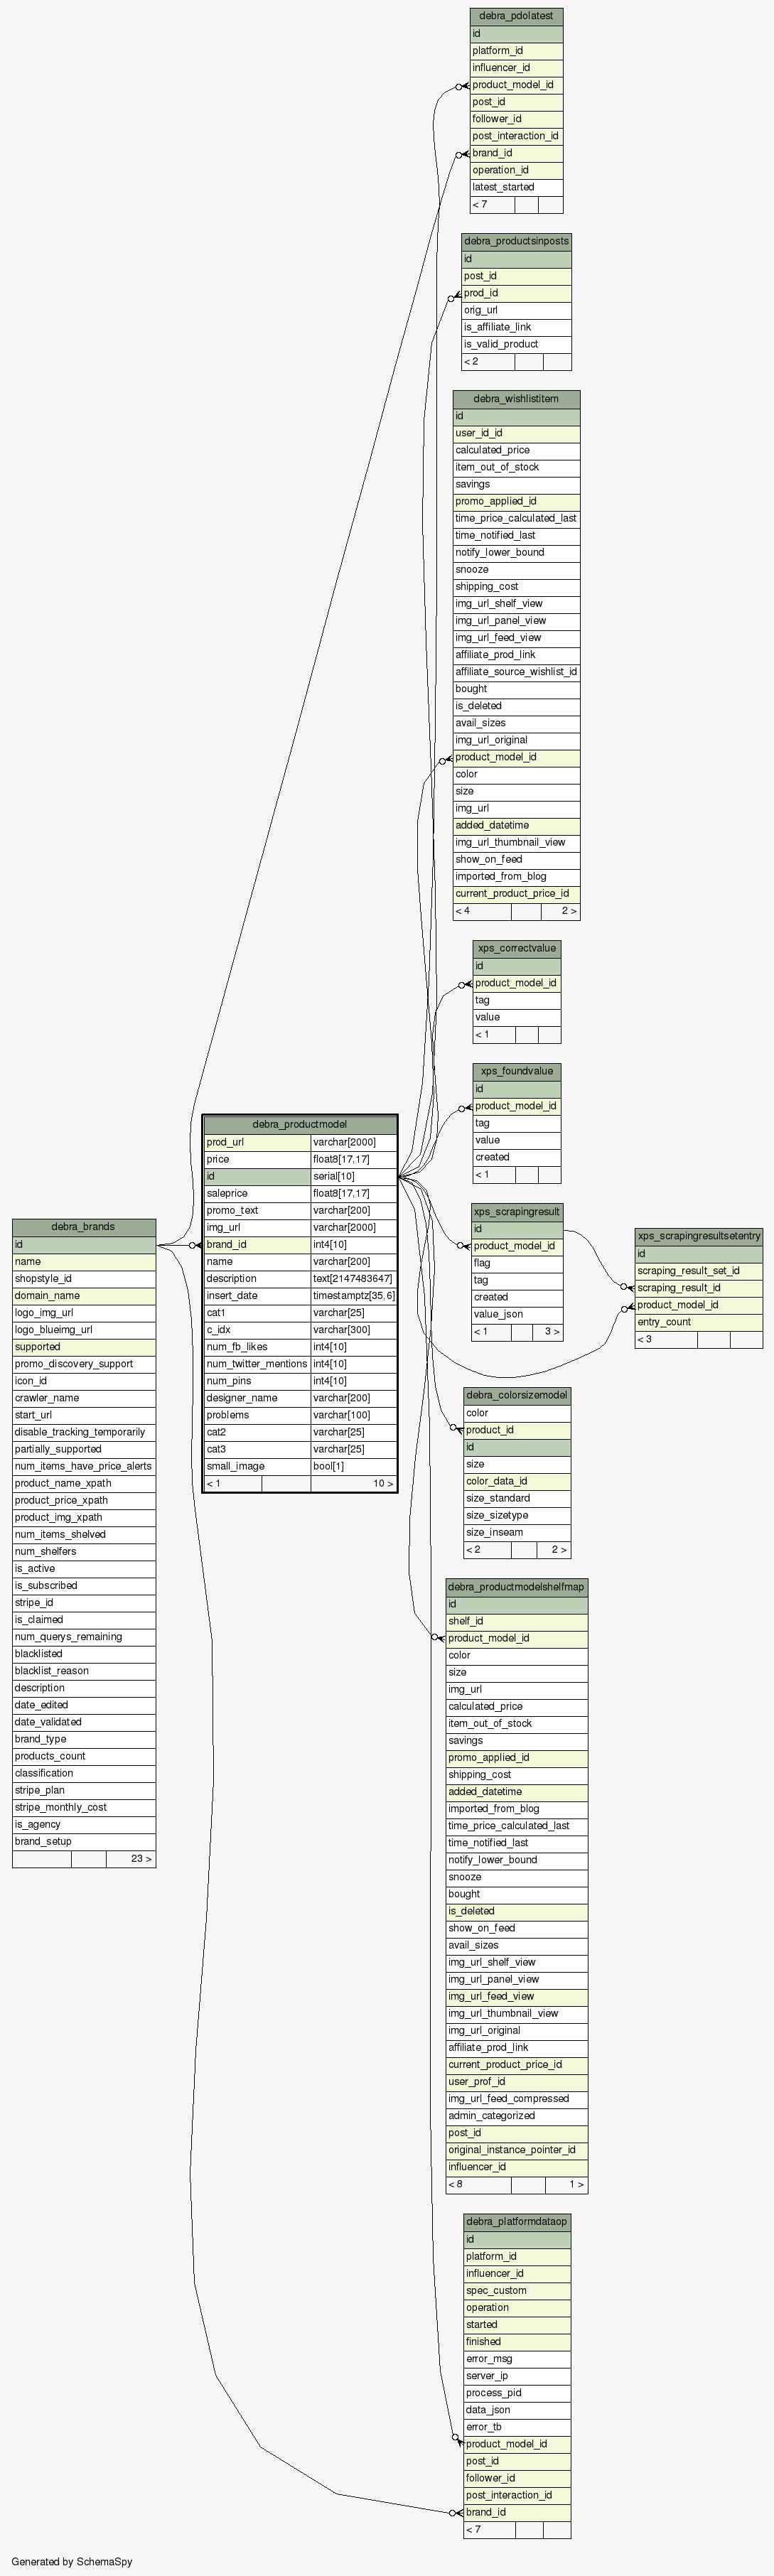 debra_pdolatest
id
platform_id
influencer_id
product_model_id
post_id
follower_id
post_interaction_id
brand_id
operation_id
latest_started
< 7
debra_productsinposts
id
post_id
prod_id
orig_url
is_affiliate_link
is_valid_product
< 2
debra_wishlistitem
id
user_id_id
calculated_price
item_out_of_stock
savings
promo_applied_id
time_price_calculated_last
time_notified_last
notify_lower_bound
snooze
shipping_cost
img_url_shelf_view
img_url_panel_view
img_url_feed_view
affiliate_prod_link
affiliate_source_wishlist_id
bought
is_deleted
avail_sizes
img_url_original
product_model_id
color
size
img_url
added_datetime
img_url_thumbnail_view
show_on_feed
imported_from_blog
current_product_price_id
< 4 2 >
xps_correctvalue
id
product_model_id
tag
value
< 1
xps_foundvalue
id
product_model_id
tag
value
created
< 1
debra_productmodel
prod_url varchar[2000]
price float8[17,17]
id serial[10]
saleprice float8[17,17]
promo_text varchar[200]
img_url varchar[2000]
brand_id int4[10]
name varchar[200]
description text[2147483647]
insert_date timestamptz[35,6]
cat1 varchar[25]
c_idx varchar[300]
num_fb_likes int4[10]
num_twitter_mentions int4[10]
num_pins int4[10]
designer_name varchar[200]
problems varchar[100]
cat2 varchar[25]
cat3 varchar[25]
small_image bool[1]
< 1 10 >
xps_scrapingresult
id
product_model_id
flag
tag
created
value_json
< 1 3 >
xps_scrapingresultsetentry
id
scraping_result_set_id
scraping_result_id
product_model_id
entry_count
< 3
debra_brands
id
name
shopstyle_id
domain_name
logo_img_url
logo_blueimg_url
supported
promo_discovery_support
icon_id
crawler_name
start_url
disable_tracking_temporarily
partially_supported
num_items_have_price_alerts
product_name_xpath
product_price_xpath
product_img_xpath
num_items_shelved
num_shelfers
is_active
is_subscribed
stripe_id
is_claimed
num_querys_remaining
blacklisted
blacklist_reason
description
date_edited
date_validated
brand_type
products_count
classification
stripe_plan
stripe_monthly_cost
is_agency
brand_setup
23 >
debra_colorsizemodel
color
product_id
id
size
color_data_id
size_standard
size_sizetype
size_inseam
< 2 2 >
debra_productmodelshelfmap
id
shelf_id
product_model_id
color
size
img_url
calculated_price
item_out_of_stock
savings
promo_applied_id
shipping_cost
added_datetime
imported_from_blog
time_price_calculated_last
time_notified_last
notify_lower_bound
snooze
bought
is_deleted
show_on_feed
avail_sizes
img_url_shelf_view
img_url_panel_view
img_url_feed_view
img_url_thumbnail_view
img_url_original
affiliate_prod_link
current_product_price_id
user_prof_id
img_url_feed_compressed
admin_categorized
post_id
original_instance_pointer_id
influencer_id
< 8 1 >
debra_platformdataop
id
platform_id
influencer_id
spec_custom
operation
started
finished
error_msg
server_ip
process_pid
data_json
error_tb
product_model_id
post_id
follower_id
post_interaction_id
brand_id
< 7
Generated by SchemaSpy